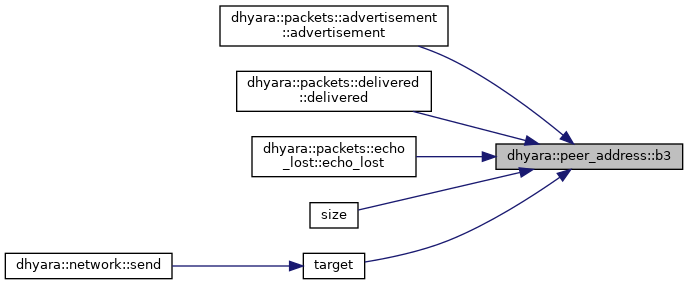 dhyara::packets::advertisement
::advertisement
dhyara::packets::delivered
::delivered
dhyara::packets::echo
_lost::echo_lost
dhyara::peer_address::b3
size
dhyara::network::send
target